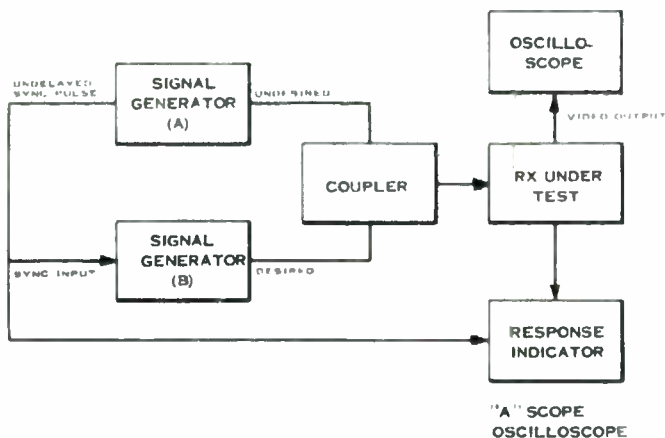 OSCILLO-
SCOPE
UNDELAYED
SYNC PULSE
SIGNAL
GENERATOR
(A)
UNDESIRED
VIDEO OUTPUT
COUPLER
RX UNDER
TEST
SIGNAL
GENERATOR
(B)
SYNC INPUT
DESIRED
RESPONSE
INDICATOR
"A" SCOPE
OSCILLOSCOPE